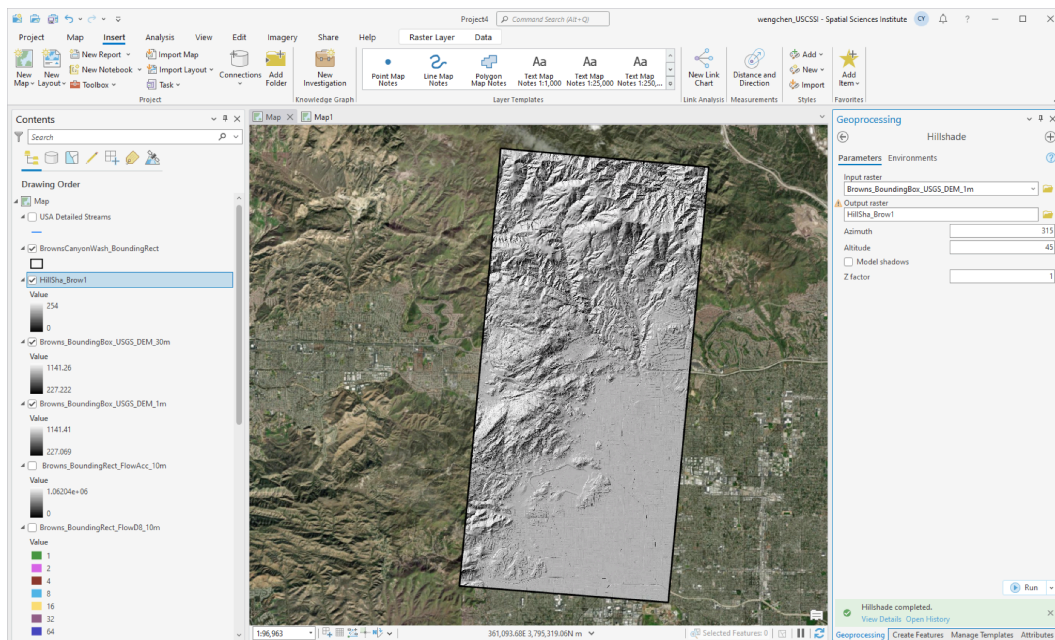 Project4
Command Search (Alt+Q)
wengchen_USCSSI - Spatial Sciences Institute
CY
?
Project
Map
Insert
Analysis
View
Edit
Imagery
Share
Help
Raster Layer
Data
New Map
New Layout
New Report
New Notebook
Toolbox
Import Map
Import Layout
Task
Connections
Add Folder
Project
New Investigation
Knowledge Graph
Point Map Notes
Line Map Notes
Polygon Map Notes
Aa
Text Map Notes 1:1,000
Aa
Text Map Notes 1:25,000
Aa
Text Map Notes 1:250,...
Layer Templates
New Link Chart
Link Analysis
Distance and Direction
Measurements
Add
New
Import
Styles
Add Item
Favorites
Contents
Search
Drawing Order
Map
USA Detailed Streams
BrownsCanyonWash_BoundingRect
HillSha_Brow1
Value
254
0
Browns_BoundingBox_USGS_DEM_30m
Value
1141.26
227.222
Browns_BoundingBox_USGS_DEM_1m
Value
1141.41
227.069
Browns_BoundingRect_FlowAcc_10m
Value
1.06204e+06
0
Browns_BoundingRect_FlowD8_10m
Value
1
2
4
8
16
32
64
Map
Map1
1:96,963
361,093.68E 3,795,319.06N m
Selected Features: 0
Geoprocessing
Hillshade
Parameters
Environments
?
Input raster
Browns_BoundingBox_USGS_DEM_1m
Output raster
HillSha_Brow1
Azimuth
315
Altitude
45
Model shadows
Z factor
1
Run
Hillshade completed.
View Details Open History
Geoprocessing
Create Features
Manage Templates
Attributes